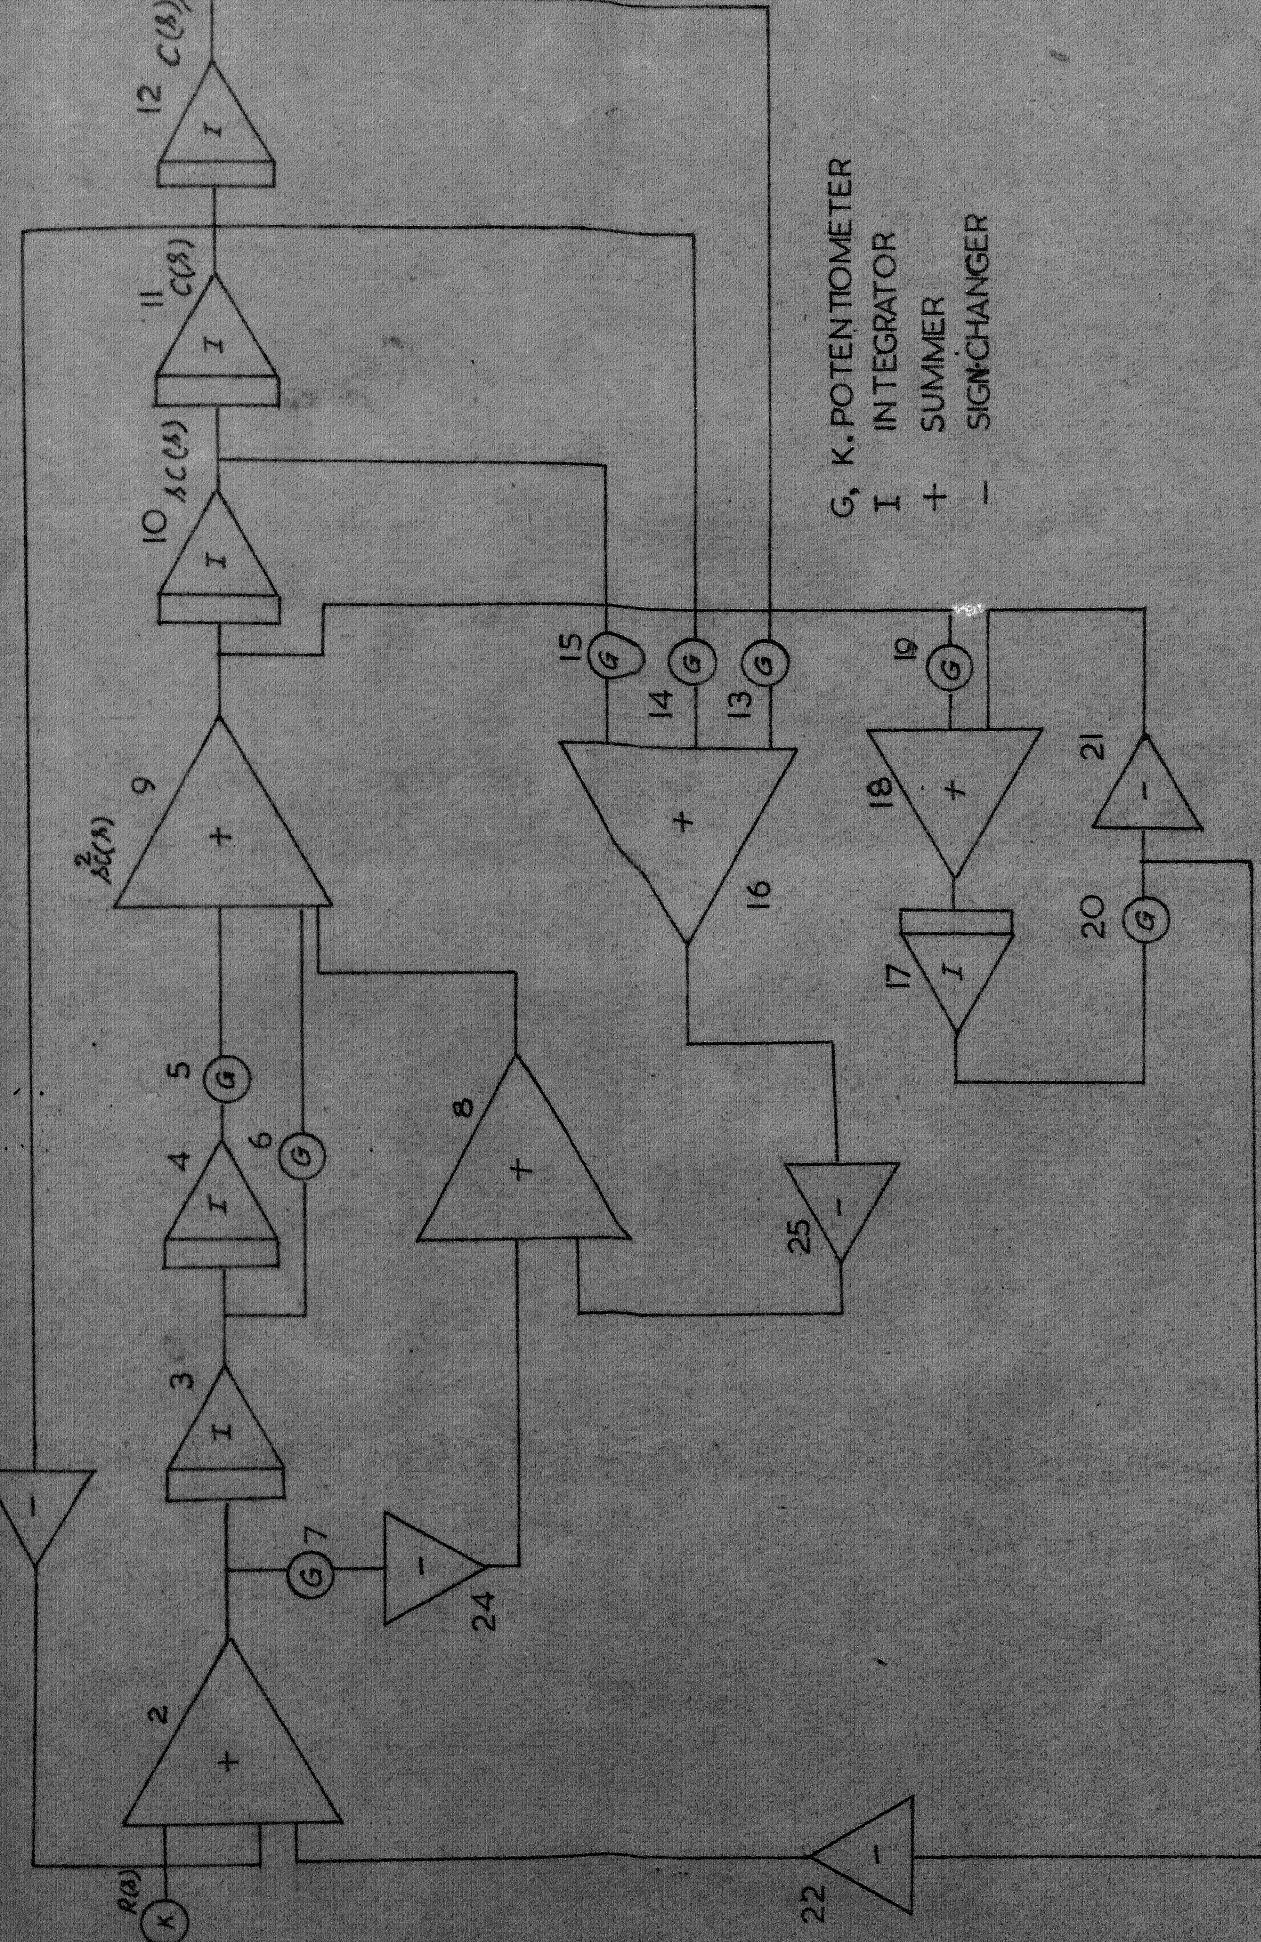 R(s)
K
+
2
I
3
I
4
G
5
G
6
G
7
-
24
+
8
s²C(s)
+
9
I
10
sC(s)
I
11
C(s)
I
12
C(s)
G
15
G
14
G
13
+
16
-
25
G
19
+
18
I
17
G
20
-
21
-
22
-
G, K. POTENTIOMETER
I INTEGRATOR
+ SUMMER
- SIGN-CHANGER